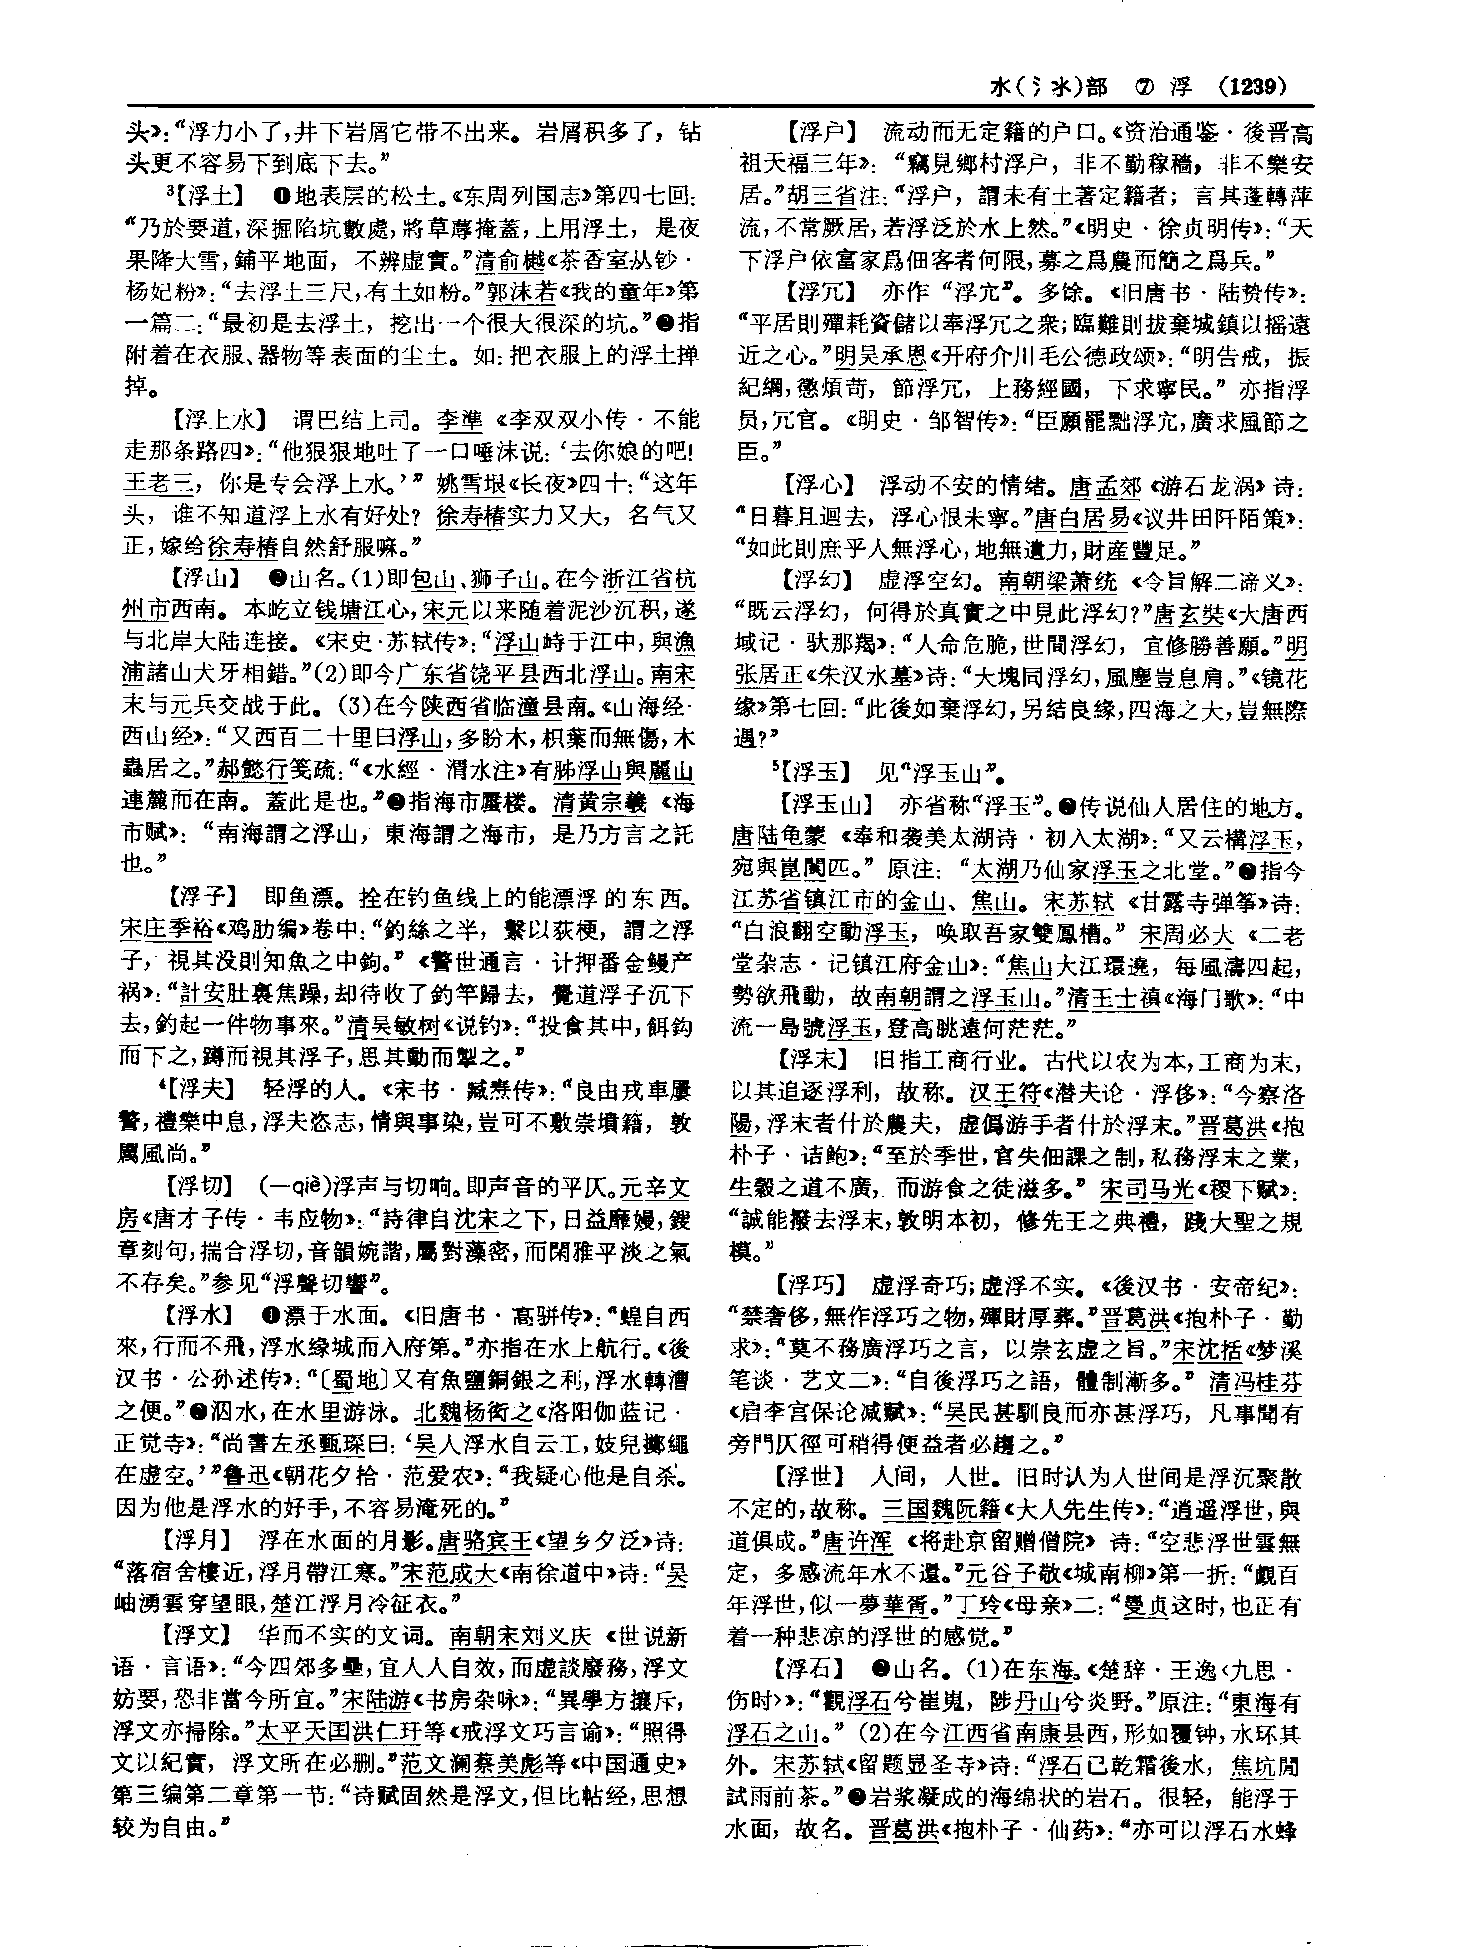 水(氵氺)部 ⑦ 浮 (1239)
头》：“浮力小了，井下岩屑它带不出来。岩屑积多了，钻
头更不容易下到底下去。”
³【浮土】 ❶地表层的松土。《东周列国志》第四七回：
“乃於要道，深掘陷坑數處，將草蓐掩蓋，上用浮土，是夜
果降大雪，鋪平地面，不辨虚實。”清俞樾《茶香室丛钞·
杨妃粉》：“去浮土三尺，有土如粉。”郭沫若《我的童年》第
一篇二：“最初是去浮土，挖出一个很大很深的坑。”❷指
附着在衣服、器物等表面的尘土。如：把衣服上的浮土掸
掉。
【浮上水】 谓巴结上司。李準《李双双小传·不能
走那条路四》：“他狠狠地吐了一口唾沫说：‘去你娘的吧！
王老三，你是专会浮上水。’” 姚雪垠《长夜》四十：“这年
头，谁不知道浮上水有好处？徐寿椿实力又大，名气又
正，嫁给徐寿椿自然舒服嘛。”
【浮山】 ❶山名。(1)即包山、狮子山。在今浙江省杭
州市西南。本屹立钱塘江心，宋元以来随着泥沙沉积，遂
与北岸大陆连接。《宋史·苏轼传》：“浮山峙于江中，與漁
浦諸山犬牙相錯。”(2)即今广东省饶平县西北浮山。南宋
末与元兵交战于此。(3)在今陕西省临潼县南。《山海经·
西山经》：“又西百二十里曰浮山，多盼木，枳葉而無傷，木
蟲居之。”郝懿行笺疏：“《水經·渭水注》有肺浮山與麗山
連麓而在南。蓋此是也。”❷指海市蜃楼。清黄宗羲《海
市赋》：“南海謂之浮山，東海謂之海市，是乃方言之託
也。”
【浮子】 即鱼漂。拴在钓鱼线上的能漂浮的东西。
宋庄季裕《鸡肋编》卷中：“釣絲之半，繫以荻梗，謂之浮
子，視其没則知魚之中鉤。”《警世通言·计押番金鳗产
祸》：“計安肚裏焦躁，却待收了釣竿歸去，覺道浮子沉下
去，釣起一件物事來。”清吴敏树《说钓》：“投食其中，餌鈎
而下之，蹲而視其浮子，思其動而掣之。”
⁴【浮夫】 轻浮的人。《宋书·臧焘传》：“良由戎車屢
警，禮樂中息，浮夫恣志，情與事染，豈可不敷崇墳籍，敦
厲風尚。”
【浮切】 (一qiè)浮声与切响。即声音的平仄。元辛文
房《唐才子传·韦应物》：“詩律自沈宋之下，日益靡嫚，鎪
章刻句，揣合浮切，音韻婉諧，屬對藻密，而閑雅平淡之氣
不存矣。”参见“浮聲切響”。
【浮水】 ❶漂于水面。《旧唐书·高骈传》：“蝗自西
來，行而不飛，浮水缘城而入府第。”亦指在水上航行。《後
汉书·公孙述传》：“〔蜀地〕又有魚鹽銅銀之利，浮水轉漕
之便。”❷泅水，在水里游泳。北魏杨衒之《洛阳伽蓝记·
正觉寺》：“尚書左丞甄琛曰：‘吴人浮水自云工，妓兒擲繩
在虚空。’”鲁迅《朝花夕拾·范爱农》：“我疑心他是自杀。
因为他是浮水的好手，不容易淹死的。”
【浮月】 浮在水面的月影。唐骆宾王《望乡夕泛》诗：
“落宿含樓近，浮月帶江寒。”宋范成大《南徐道中》诗：“吴
岫湧雲穿望眼，楚江浮月冷征衣。”
【浮文】 华而不实的文词。南朝宋刘义庆《世说新
语·言语》：“今四郊多壘，宜人人自效，而虚談廢務，浮文
妨要，恐非當今所宜。”宋陆游《书房杂咏》：“異學方攘斥，
浮文亦掃除。”太平天囯洪仁玕等《戒浮文巧言谕》：“照得
文以紀實，浮文所在必删。”范文澜蔡美彪等《中国通史》
第三编第二章第一节：“诗赋固然是浮文，但比帖经，思想
较为自由。”
【浮户】 流动而无定籍的户口。《资治通鉴·後晋高
祖天福三年》：“竊見鄉村浮户，非不勤稼穡，非不樂安
居。”胡三省注：“浮户，謂未有土著定籍者；言其蓬轉萍
流，不常厥居，若浮泛於水上然。”《明史·徐贞明传》：“天
下浮户依富家爲佃客者何限，募之爲農而簡之爲兵。”
【浮冗】 亦作“浮宂”。多馀。《旧唐书·陆贽传》：
“平居則殫耗資儲以奉浮冗之衆；臨難則拔棄城鎮以摇遠
近之心。”明吴承恩《开府介川毛公德政颂》：“明告戒，振
紀綱，懲煩苛，節浮冗，上務經國，下求寧民。” 亦指浮
员，冗官。《明史·邹智传》：“臣願罷黜浮宂，廣求風節之
臣。”
【浮心】 浮动不安的情绪。唐孟郊《游石龙涡》诗：
“日暮且迴去，浮心恨未寧。”唐白居易《议井田阡陌策》：
“如此則庶乎人無浮心，地無遺力，財産豐足。”
【浮幻】 虚浮空幻。南朝梁萧统《令旨解二谛义》：
“既云浮幻，何得於真實之中見此浮幻？”唐玄奘《大唐西
域记·驮那羯》：“人命危脆，世間浮幻，宜修勝善願。”明
张居正《朱汉水墓》诗：“大塊同浮幻，風塵豈息肩。”《镜花
缘》第七回：“此後如棄浮幻，另結良缘，四海之大，豈無際
遇？”
⁵【浮玉】 见“浮玉山”。
【浮玉山】 亦省称“浮玉”。❶传说仙人居住的地方。
唐陆龟蒙《奉和袭美太湖诗·初入太湖》：“又云構浮玉，
宛與崑閬匹。” 原注：“太湖乃仙家浮玉之北堂。”❷指今
江苏省镇江市的金山、焦山。宋苏轼《甘露寺弹筝》诗：
“白浪翻空動浮玉，唤取吾家雙鳳槽。” 宋周必大《二老
堂杂志·记镇江府金山》：“焦山大江環遶，每風濤四起，
勢欲飛動，故南朝謂之浮玉山。”清王士禛《海门歌》：“中
流一島號浮玉，登高眺遠何茫茫。”
【浮末】 旧指工商行业。古代以农为本，工商为末，
以其追逐浮利，故称。汉王符《潜夫论·浮侈》：“今察洛
陽，浮末者什於農夫，虚僞游手者什於浮末。”晋葛洪《抱
朴子·诘鲍》：“至於季世，官失佃課之制，私務浮末之業，
生穀之道不廣，而游食之徒滋多。” 宋司马光《稷下赋》：
“誠能撥去浮末，敦明本初，修先王之典禮，踐大聖之規
模。”
【浮巧】 虚浮奇巧；虚浮不实。《後汉书·安帝纪》：
“禁奢侈，無作浮巧之物，殫財厚葬。”晋葛洪《抱朴子·勤
求》：“莫不務廣浮巧之言，以崇玄虚之旨。”宋沈括《梦溪
笔谈·艺文二》：“自後浮巧之語，體制漸多。” 清冯桂芬
《启李宫保论减赋》：“吴民甚馴良而亦甚浮巧，凡事聞有
旁門仄徑可稍得便益者必趨之。”
【浮世】 人间，人世。旧时认为人世间是浮沉聚散
不定的，故称。三国魏阮籍《大人先生传》：“逍遥浮世，與
道俱成。”唐许浑《将赴京留赠僧院》诗：“空悲浮世雲無
定，多感流年水不還。”元谷子敬《城南柳》第一折：“覷百
年浮世，似一夢華胥。”丁玲《母亲》二：“曼贞这时，也正有
着一种悲凉的浮世的感觉。”
【浮石】 ❶山名。(1)在东海。《楚辞·王逸〈九思·
伤时〉》：“觀浮石兮崔嵬，陟丹山兮炎野。”原注：“東海有
浮石之山。” (2)在今江西省南康县西，形如覆钟，水环其
外。宋苏轼《留题显圣寺》诗：“浮石已乾霜後水，焦坑閒
試雨前茶。”❷岩浆凝成的海绵状的岩石。很轻，能浮于
水面，故名。晋葛洪《抱朴子·仙药》：“亦可以浮石水蜂